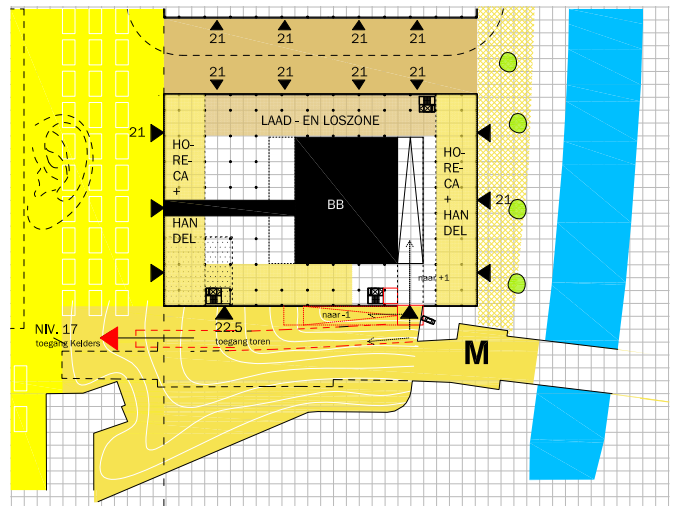 21 21 21 21
21 21 21 21
LAAD - EN LOSZONE
21
HO-
RE-
CA
+
HAN
DEL
BB
HO-
RE-
CA
+
HAN
DEL
21
naar +1
naar -1
NIV. 17
toegang Kelders
22.5
toegang toren
M